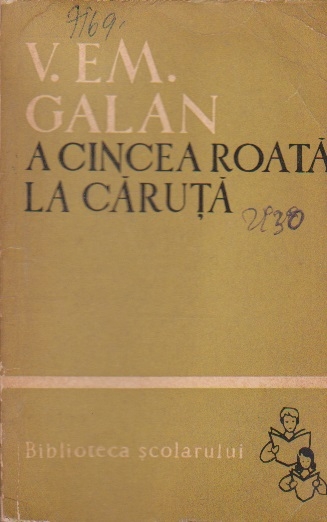 9169.
V. EM.
GALAN
A CINCEA ROATĂ
LA CĂRUȚĂ
2830
Biblioteca școlarului